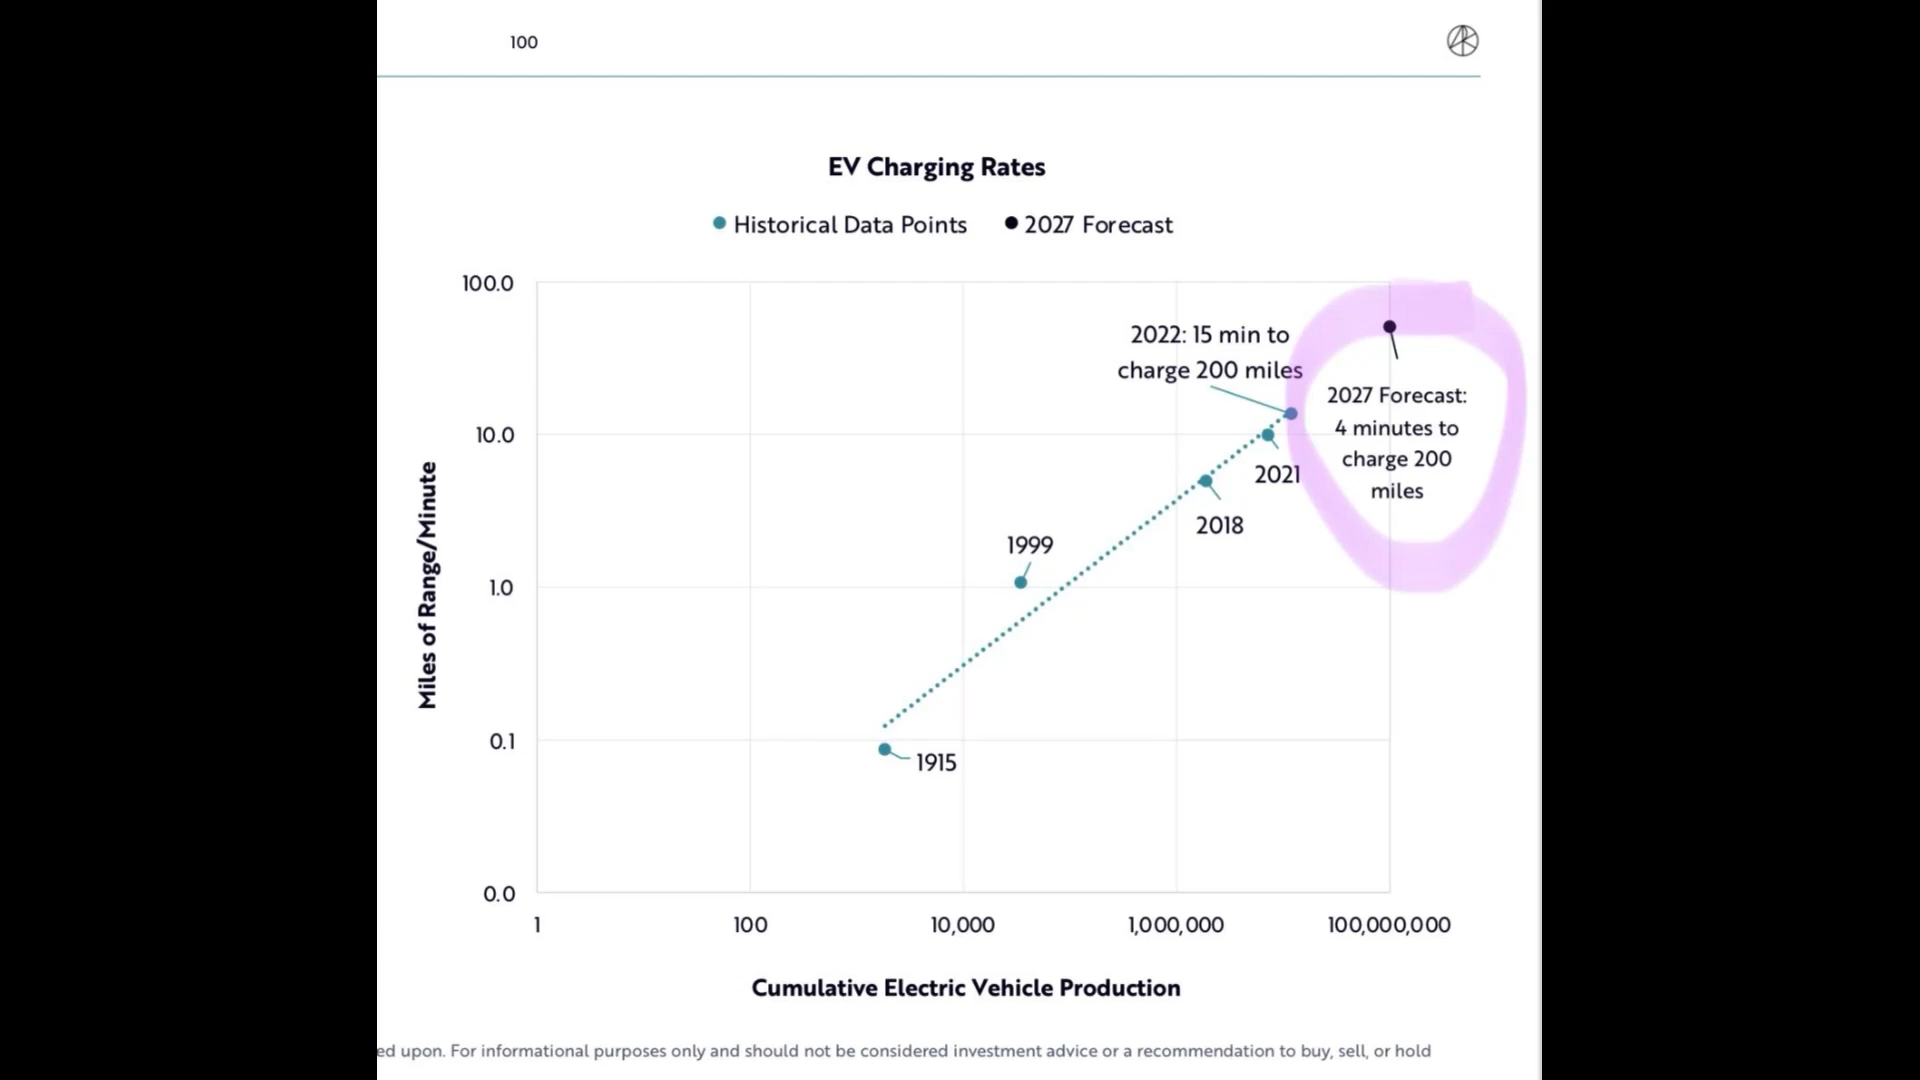 100
EV Charging Rates
Historical Data Points
2027 Forecast
100.0
10.0
1.0
0.1
0.0
Miles of Range/Minute
2022: 15 min to
charge 200 miles
2027 Forecast:
4 minutes to
charge 200
miles
2021
2018
1999
1915
1
100
10,000
1,000,000
100,000,000
Cumulative Electric Vehicle Production
ed upon. For informational purposes only and should not be considered investment advice or a recommendation to buy, sell, or hold